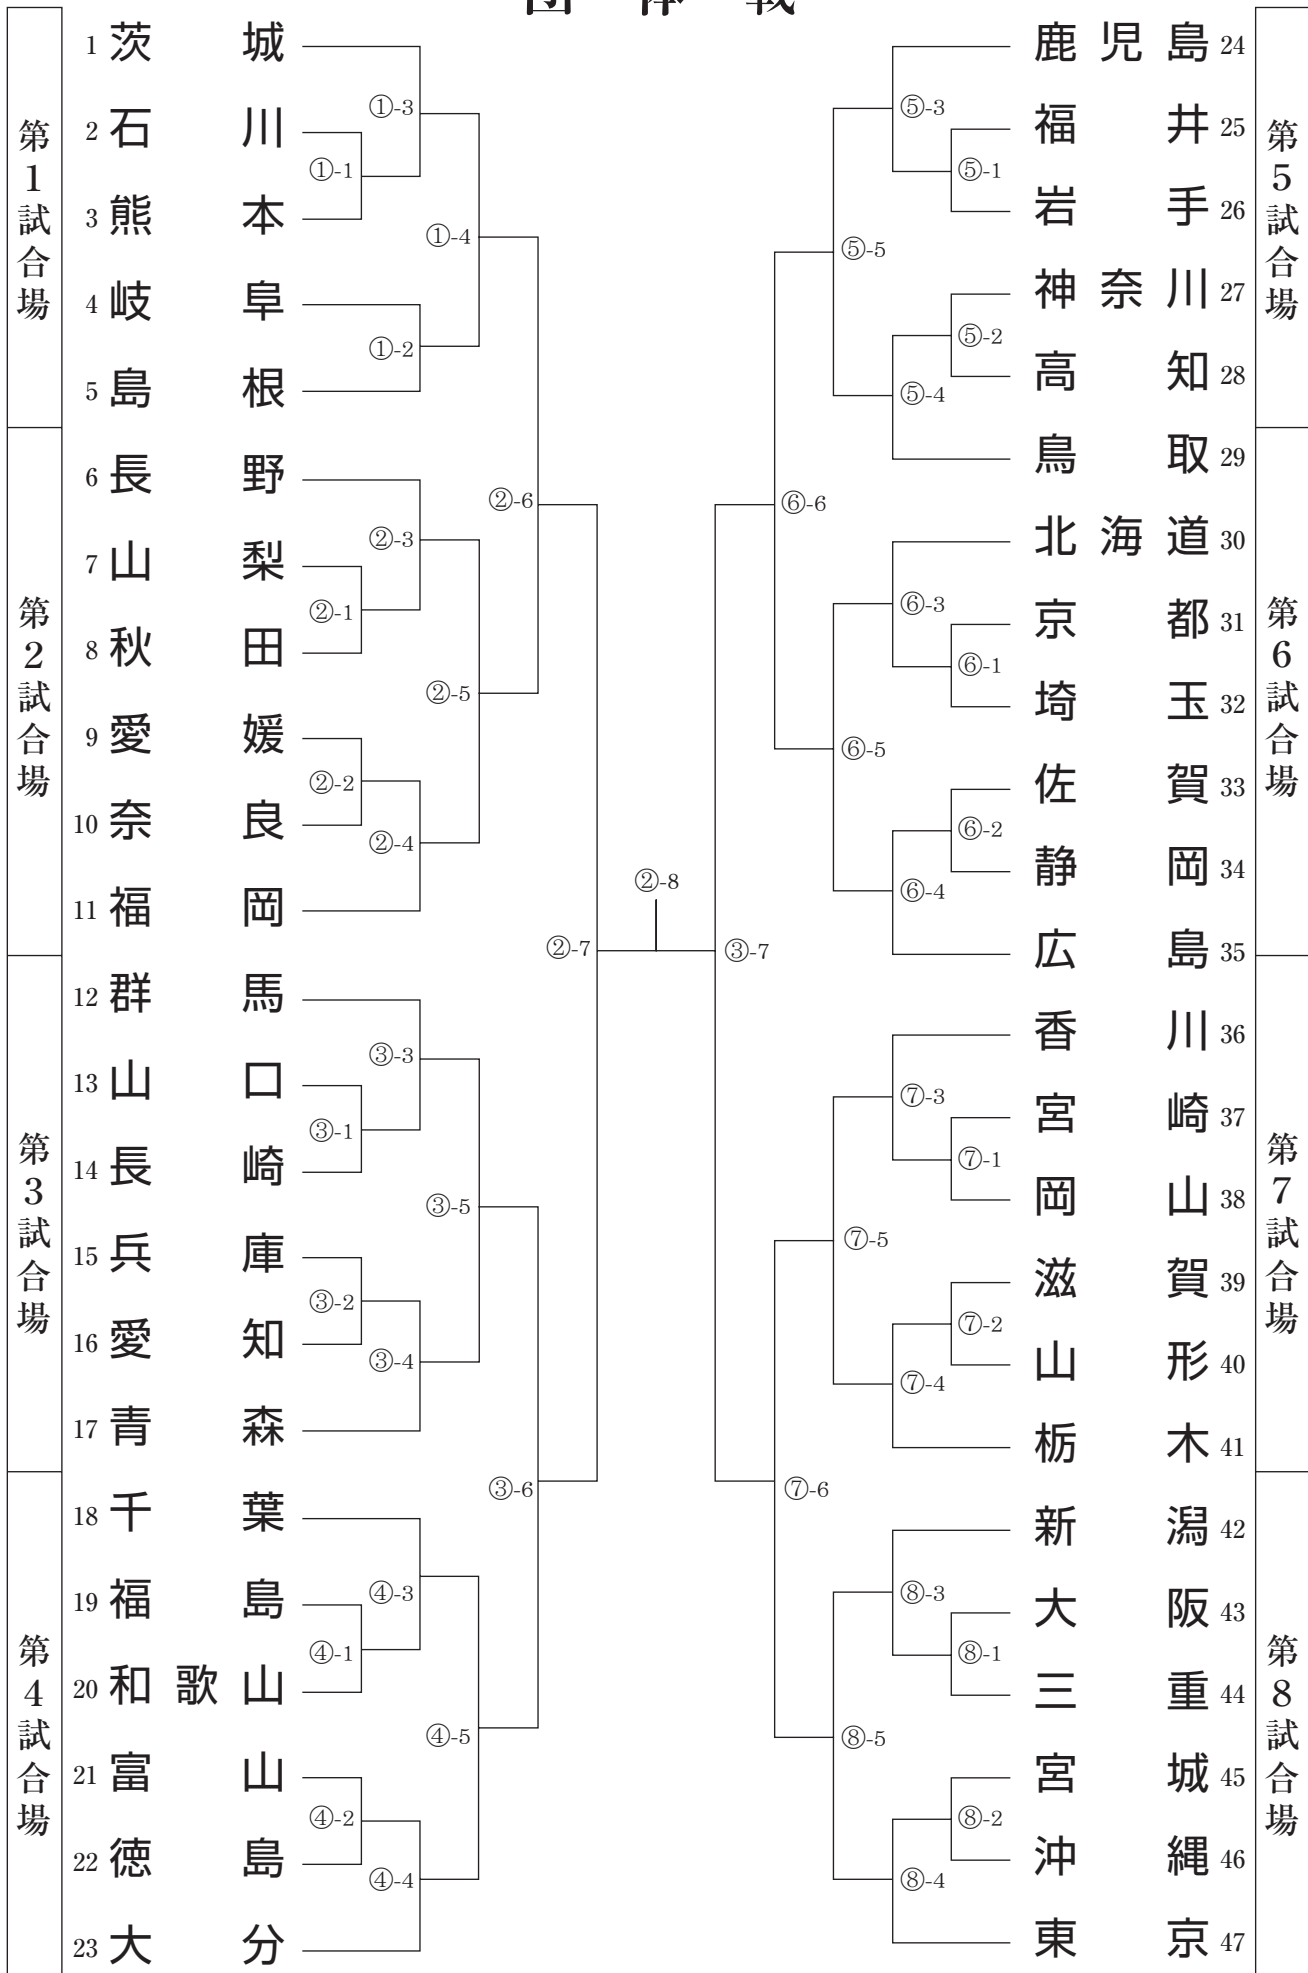 団体戦
第1試合場
1 茨城
2 石川
3 熊本
4 岐阜
5 島根
①-3
①-1
①-4
①-2
第2試合場
6 長野
7 山梨
8 秋田
9 愛媛
10 奈良
11 福岡
②-6
②-3
②-1
②-5
②-2
②-4
第3試合場
12 群馬
13 山口
14 長崎
15 兵庫
16 愛知
17 青森
③-3
③-1
③-5
③-2
③-4
③-6
第4試合場
18 千葉
19 福島
20 和歌山
21 富山
22 徳島
23 大分
④-3
④-1
④-5
④-2
④-4
②-7
②-8
③-7
第5試合場
鹿児島 24
福井 25
岩手 26
神奈川 27
高知 28
鳥取 29
⑤-3
⑤-1
⑤-5
⑤-2
⑤-4
⑥-6
第6試合場
北海道 30
京都 31
埼玉 32
佐賀 33
静岡 34
広島 35
⑥-3
⑥-1
⑥-5
⑥-2
⑥-4
第7試合場
香川 36
宮崎 37
岡山 38
滋賀 39
山形 40
栃木 41
⑦-3
⑦-1
⑦-5
⑦-2
⑦-4
⑦-6
第8試合場
新潟 42
大阪 43
三重 44
宮城 45
沖縄 46
東京 47
⑧-3
⑧-1
⑧-5
⑧-2
⑧-4